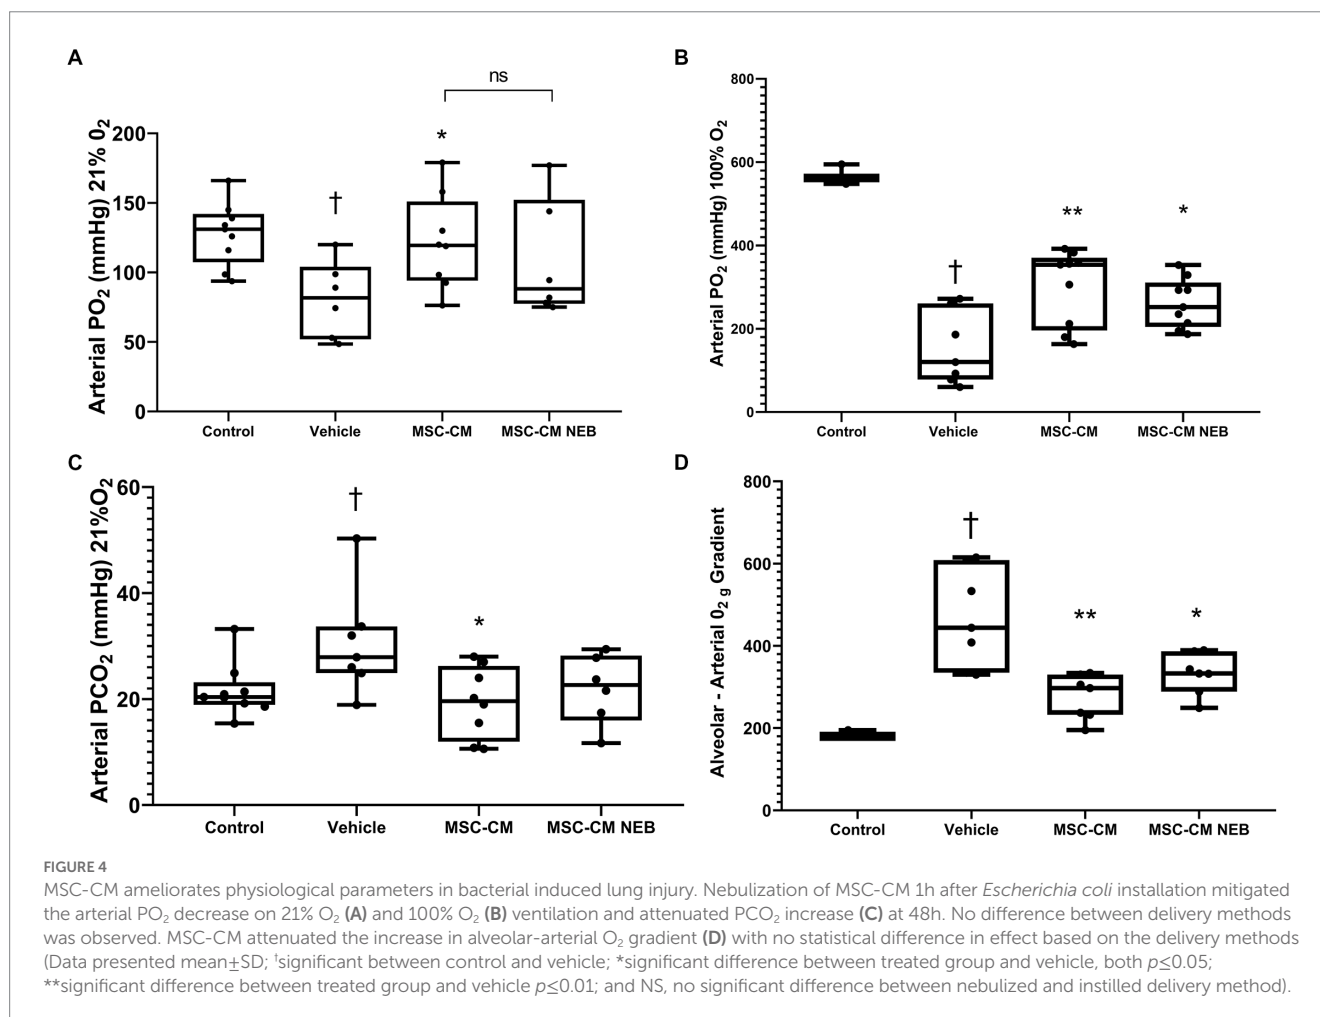 A
ns
Arterial PO₂ (mmHg) 21% 0₂
200
150
100
50
0
*
†
Control
Vehicle
MSC-CM
MSC-CM NEB
B
Arterial PO₂ (mmHg) 100% O₂
800
600
400
200
0
†
**
*
Control
Vehicle
MSC-CM
MSC-CM NEB
C
Arterial PCO₂ (mmHg) 21%O₂
60
40
20
0
†
*
Control
Vehicle
MSC-CM
MSC-CM NEB
D
Alveolar - Arterial 0₂ g Gradient
800
600
400
200
0
†
**
*
Control
Vehicle
MSC-CM
MSC-CM NEB
FIGURE 4
MSC-CM ameliorates physiological parameters in bacterial induced lung injury. Nebulization of MSC-CM 1h after Escherichia coli installation mitigated
the arterial PO₂ decrease on 21% O₂ (A) and 100% O₂ (B) ventilation and attenuated PCO₂ increase (C) at 48h. No difference between delivery methods
was observed. MSC-CM attenuated the increase in alveolar-arterial O₂ gradient (D) with no statistical difference in effect based on the delivery methods
(Data presented mean±SD; †significant between control and vehicle; *significant difference between treated group and vehicle, both p≤0.05;
**significant difference between treated group and vehicle p≤0.01; and NS, no significant difference between nebulized and instilled delivery method).